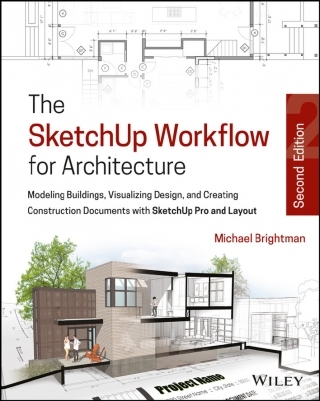 The
SketchUp Workflow
for Architecture
Modeling Buildings, Visualizing Design, and Creating
Construction Documents with SketchUp Pro and Layout
2
Second Edition
Michael Brightman
Project Name
WILEY